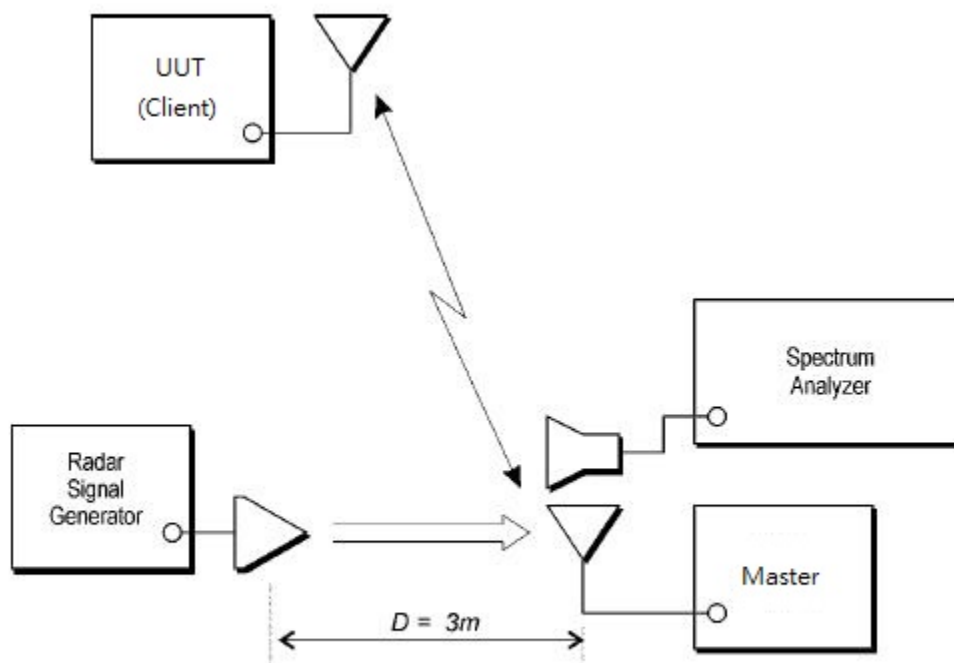 UUT
(Client)
Spectrum
Analyzer
Radar
Signal
Generator
Master
D = 3m